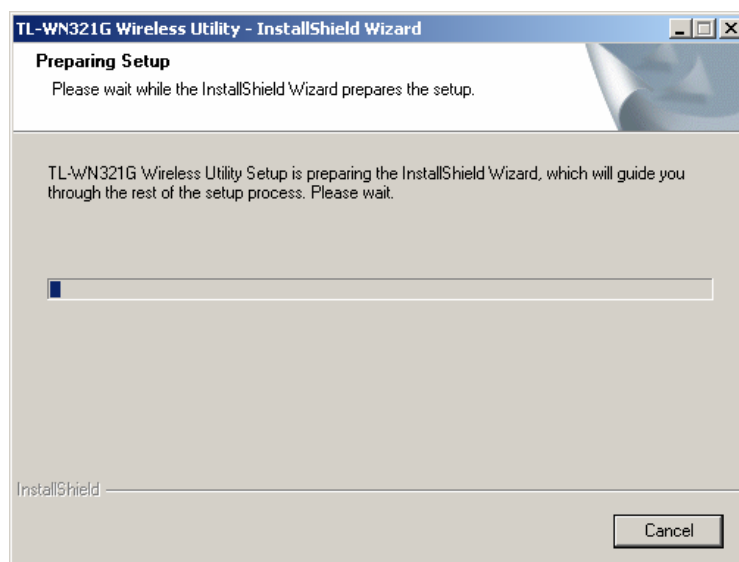 TL-WN321G Wireless Utility - InstallShield Wizard
Preparing Setup
Please wait while the InstallShield Wizard prepares the setup.
TL-WN321G Wireless Utility Setup is preparing the InstallShield Wizard, which will guide you
through the rest of the setup process. Please wait.
InstallShield
Cancel